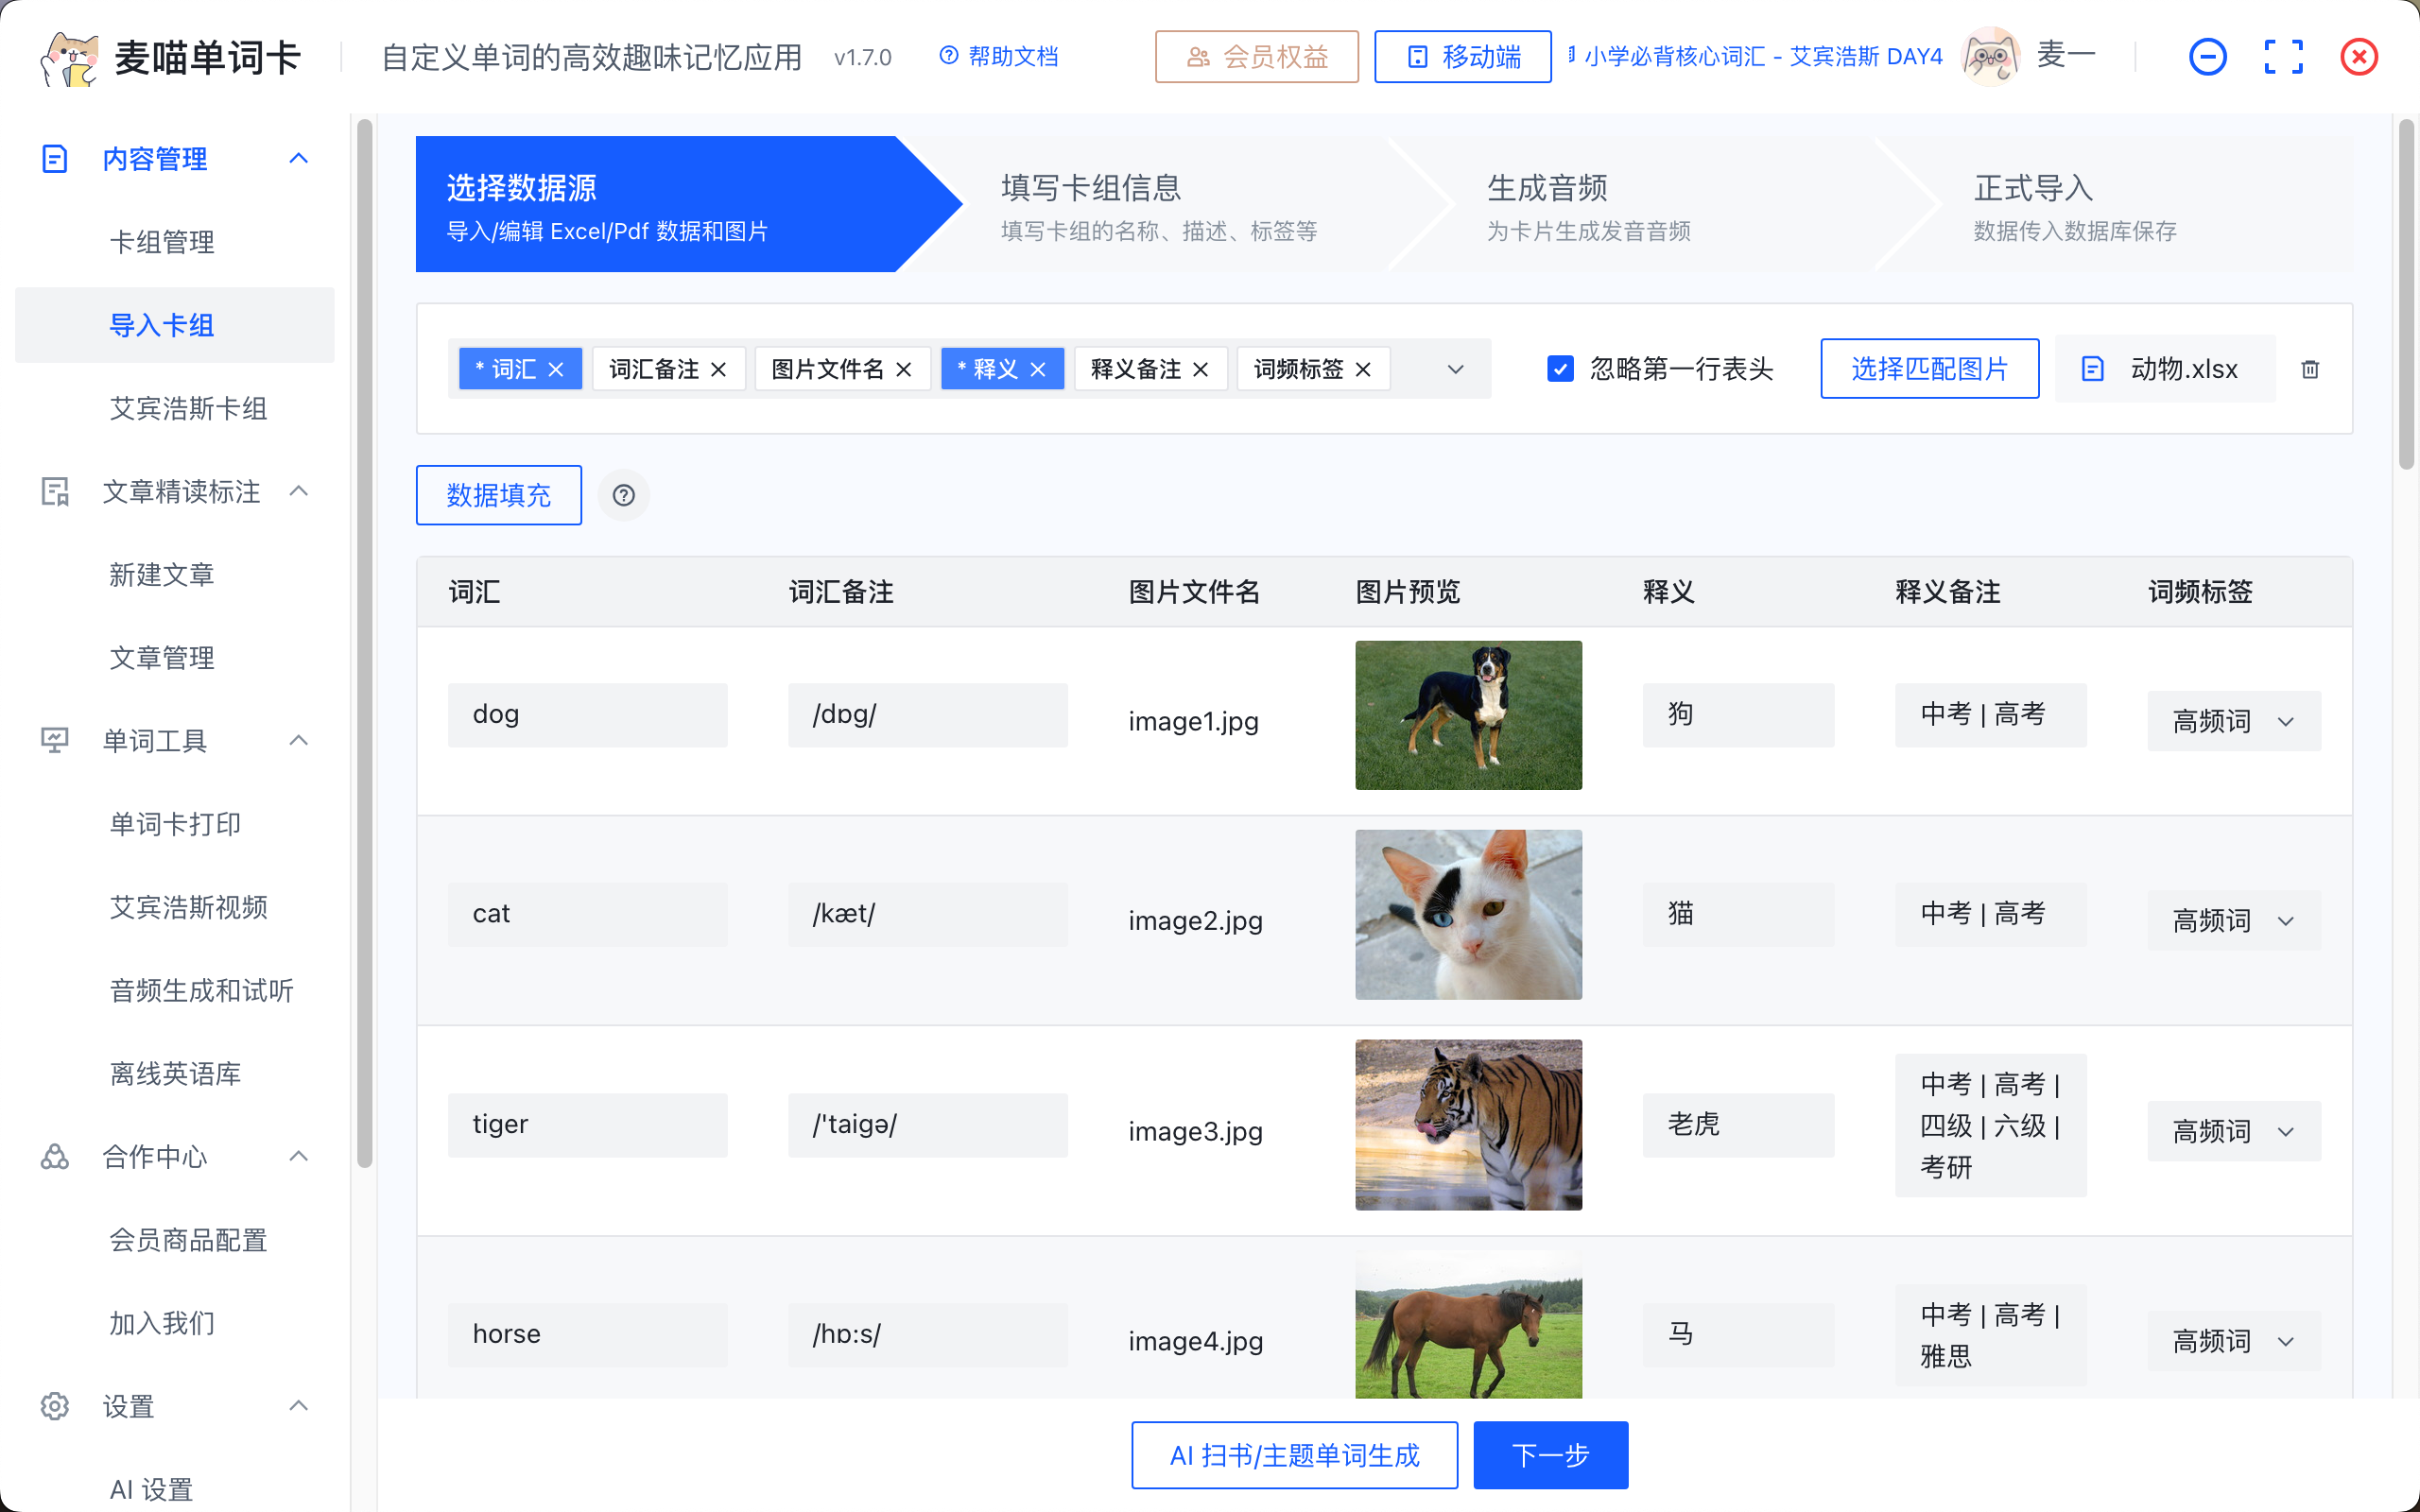 麦喵单词卡
自定义单词的高效趣味记忆应用
v1.7.0
帮助文档
会员权益
移动端
小学必背核心词汇 - 艾宾浩斯 DAY4
麦一
内容管理
卡组管理
导入卡组
艾宾浩斯卡组
文章精读标注
新建文章
文章管理
单词工具
单词卡打印
艾宾浩斯视频
音频生成和试听
离线英语库
合作中心
会员商品配置
加入我们
设置
AI 设置
选择数据源
导入/编辑 Excel/Pdf 数据和图片
填写卡组信息
填写卡组的名称、描述、标签等
生成音频
为卡片生成发音音频
正式导入
数据传入数据库保存
* 词汇
词汇备注
图片文件名
* 释义
释义备注
词频标签
忽略第一行表头
选择匹配图片
动物.xlsx
数据填充
词汇 词汇备注 图片文件名 图片预览 释义 释义备注 词频标签
dog /dɒg/ image1.jpg 狗 中考 | 高考 高频词
cat /kæt/ image2.jpg 猫 中考 | 高考 高频词
tiger /'taigə/ image3.jpg 老虎
中考 | 高考 |
四级 | 六级 |
考研
高频词
horse /hɒ:s/ image4.jpg 马
中考 | 高考 |
雅思
高频词
AI 扫书/主题单词生成
下一步